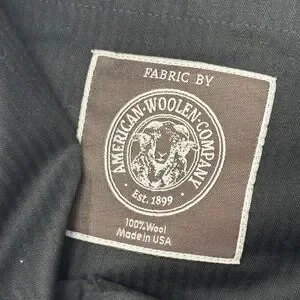 FABRIC BY
AMERICAN·WOOLEN·COMPANY
· Est. 1899 ·
100% Wool
Made in USA